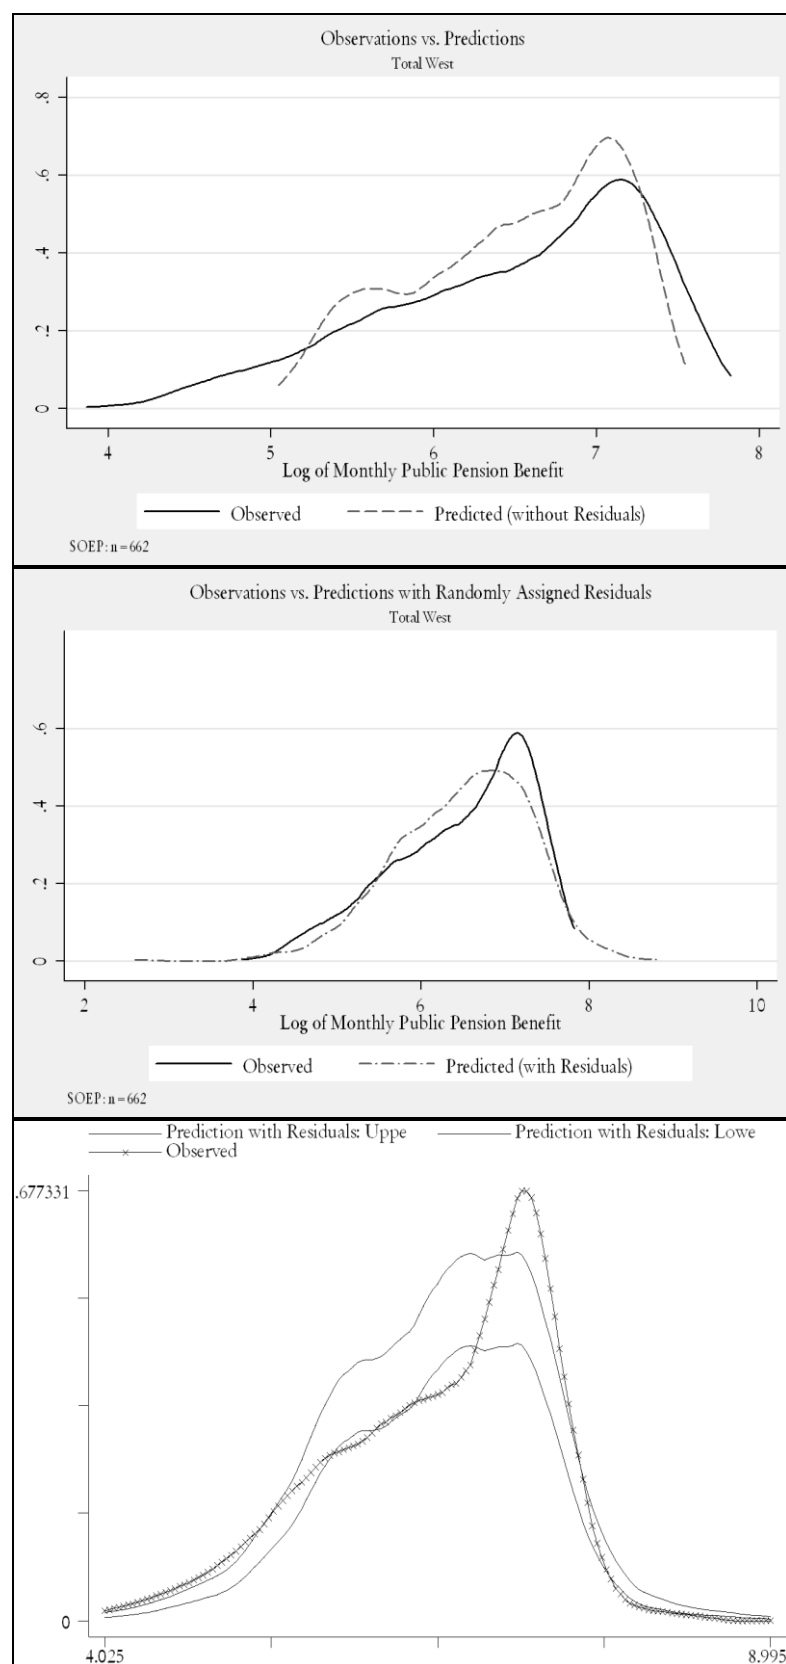 Observations vs. Predictions
Total West
.8
.6
.4
.2
0
4 5 6 7 8
Log of Monthly Public Pension Benefit
Observed Predicted (without Residuals)
SOEP: n=662
Observations vs. Predictions with Randomly Assigned Residuals
Total West
.6
.4
.2
0
2 4 6 8 10
Log of Monthly Public Pension Benefit
Observed Predicted (with Residuals)
SOEP: n=662
Prediction with Residuals: Uppe Prediction with Residuals: Lowe
Observed
.677331
0
4.025 8.995